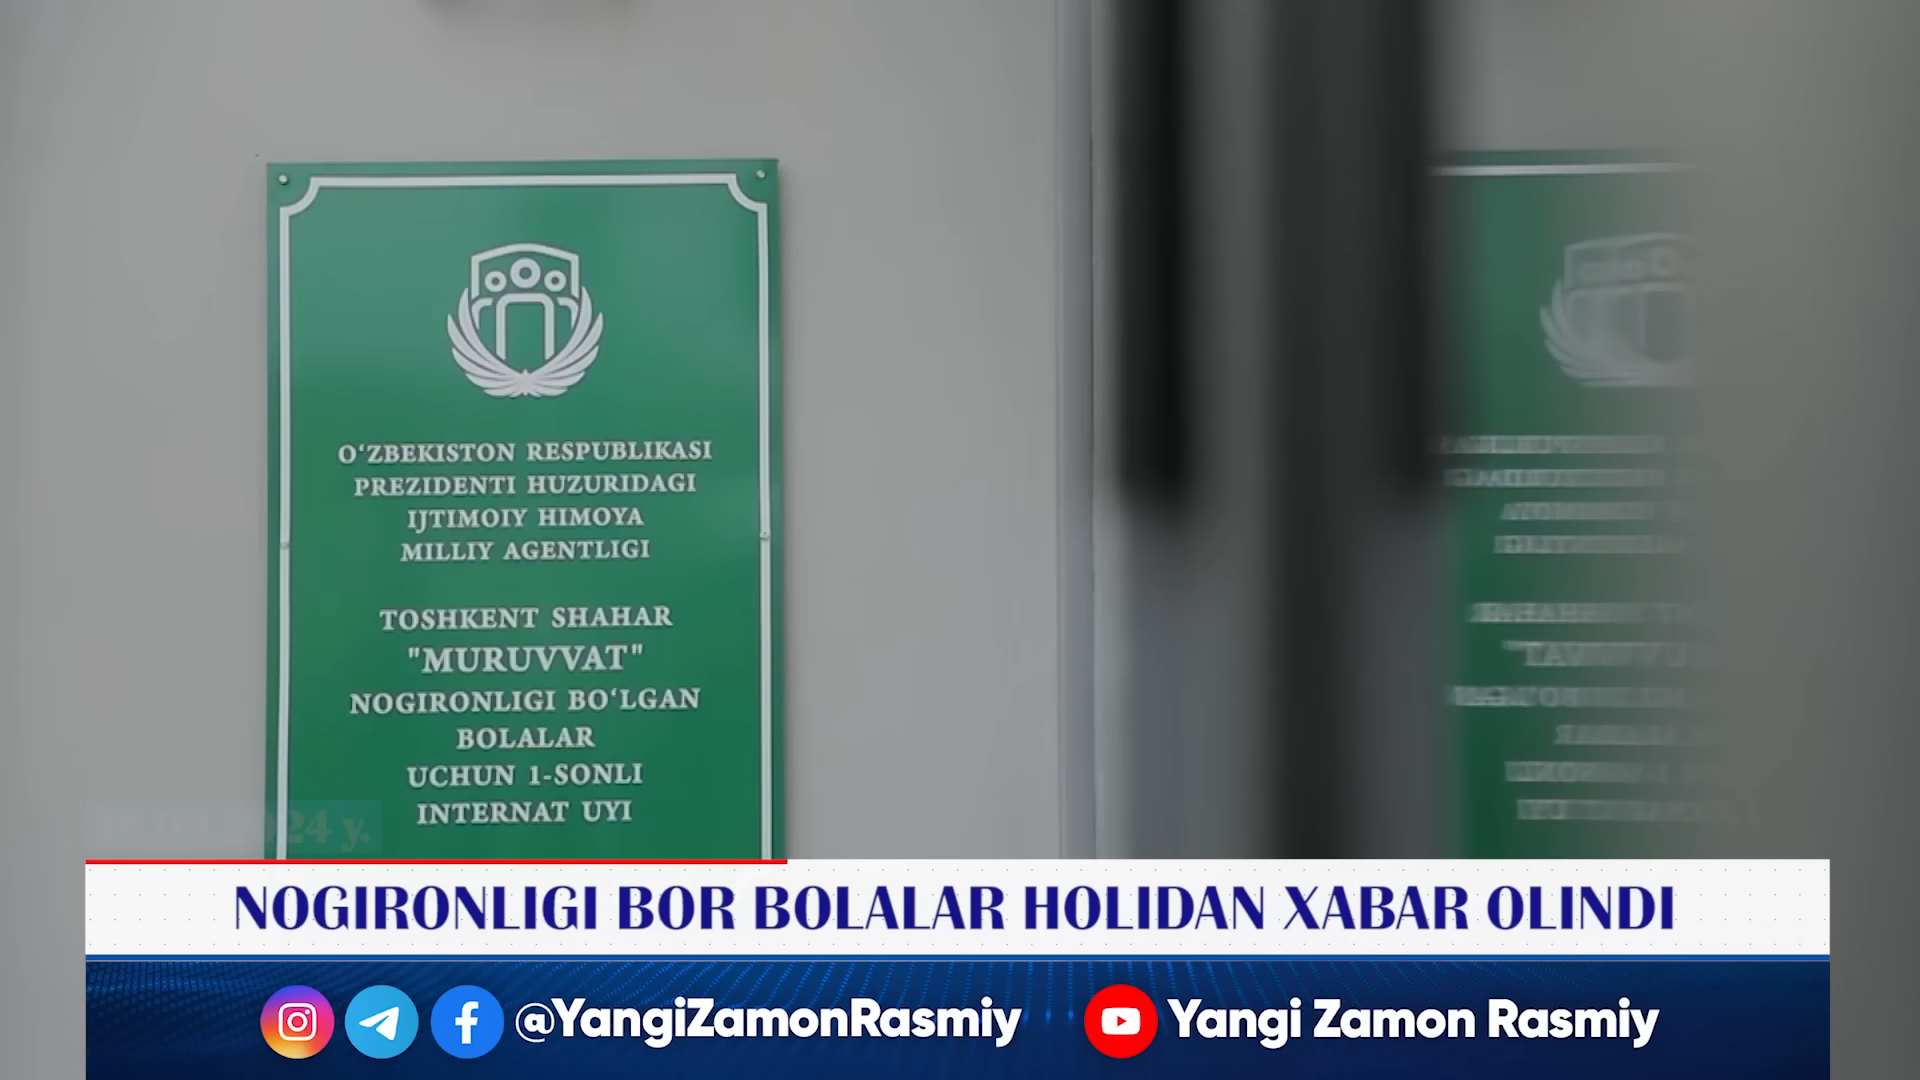 O‘ZBEKISTON RESPUBLIKASI
PREZIDENTI HUZURIDAGI
IJTIMOIY HIMOYA
MILLIY AGENTLIGI
TOSHKENT SHAHAR
"MURUVVAT"
NOGIRONLIGI BO‘LGAN
BOLALAR
UCHUN 1-SONLI
INTERNAT UYI
y.
NOGIRONLIGI BOR BOLALAR HOLIDAN XABAR OLINDI
@YangiZamonRasmiy
Yangi Zamon Rasmiy